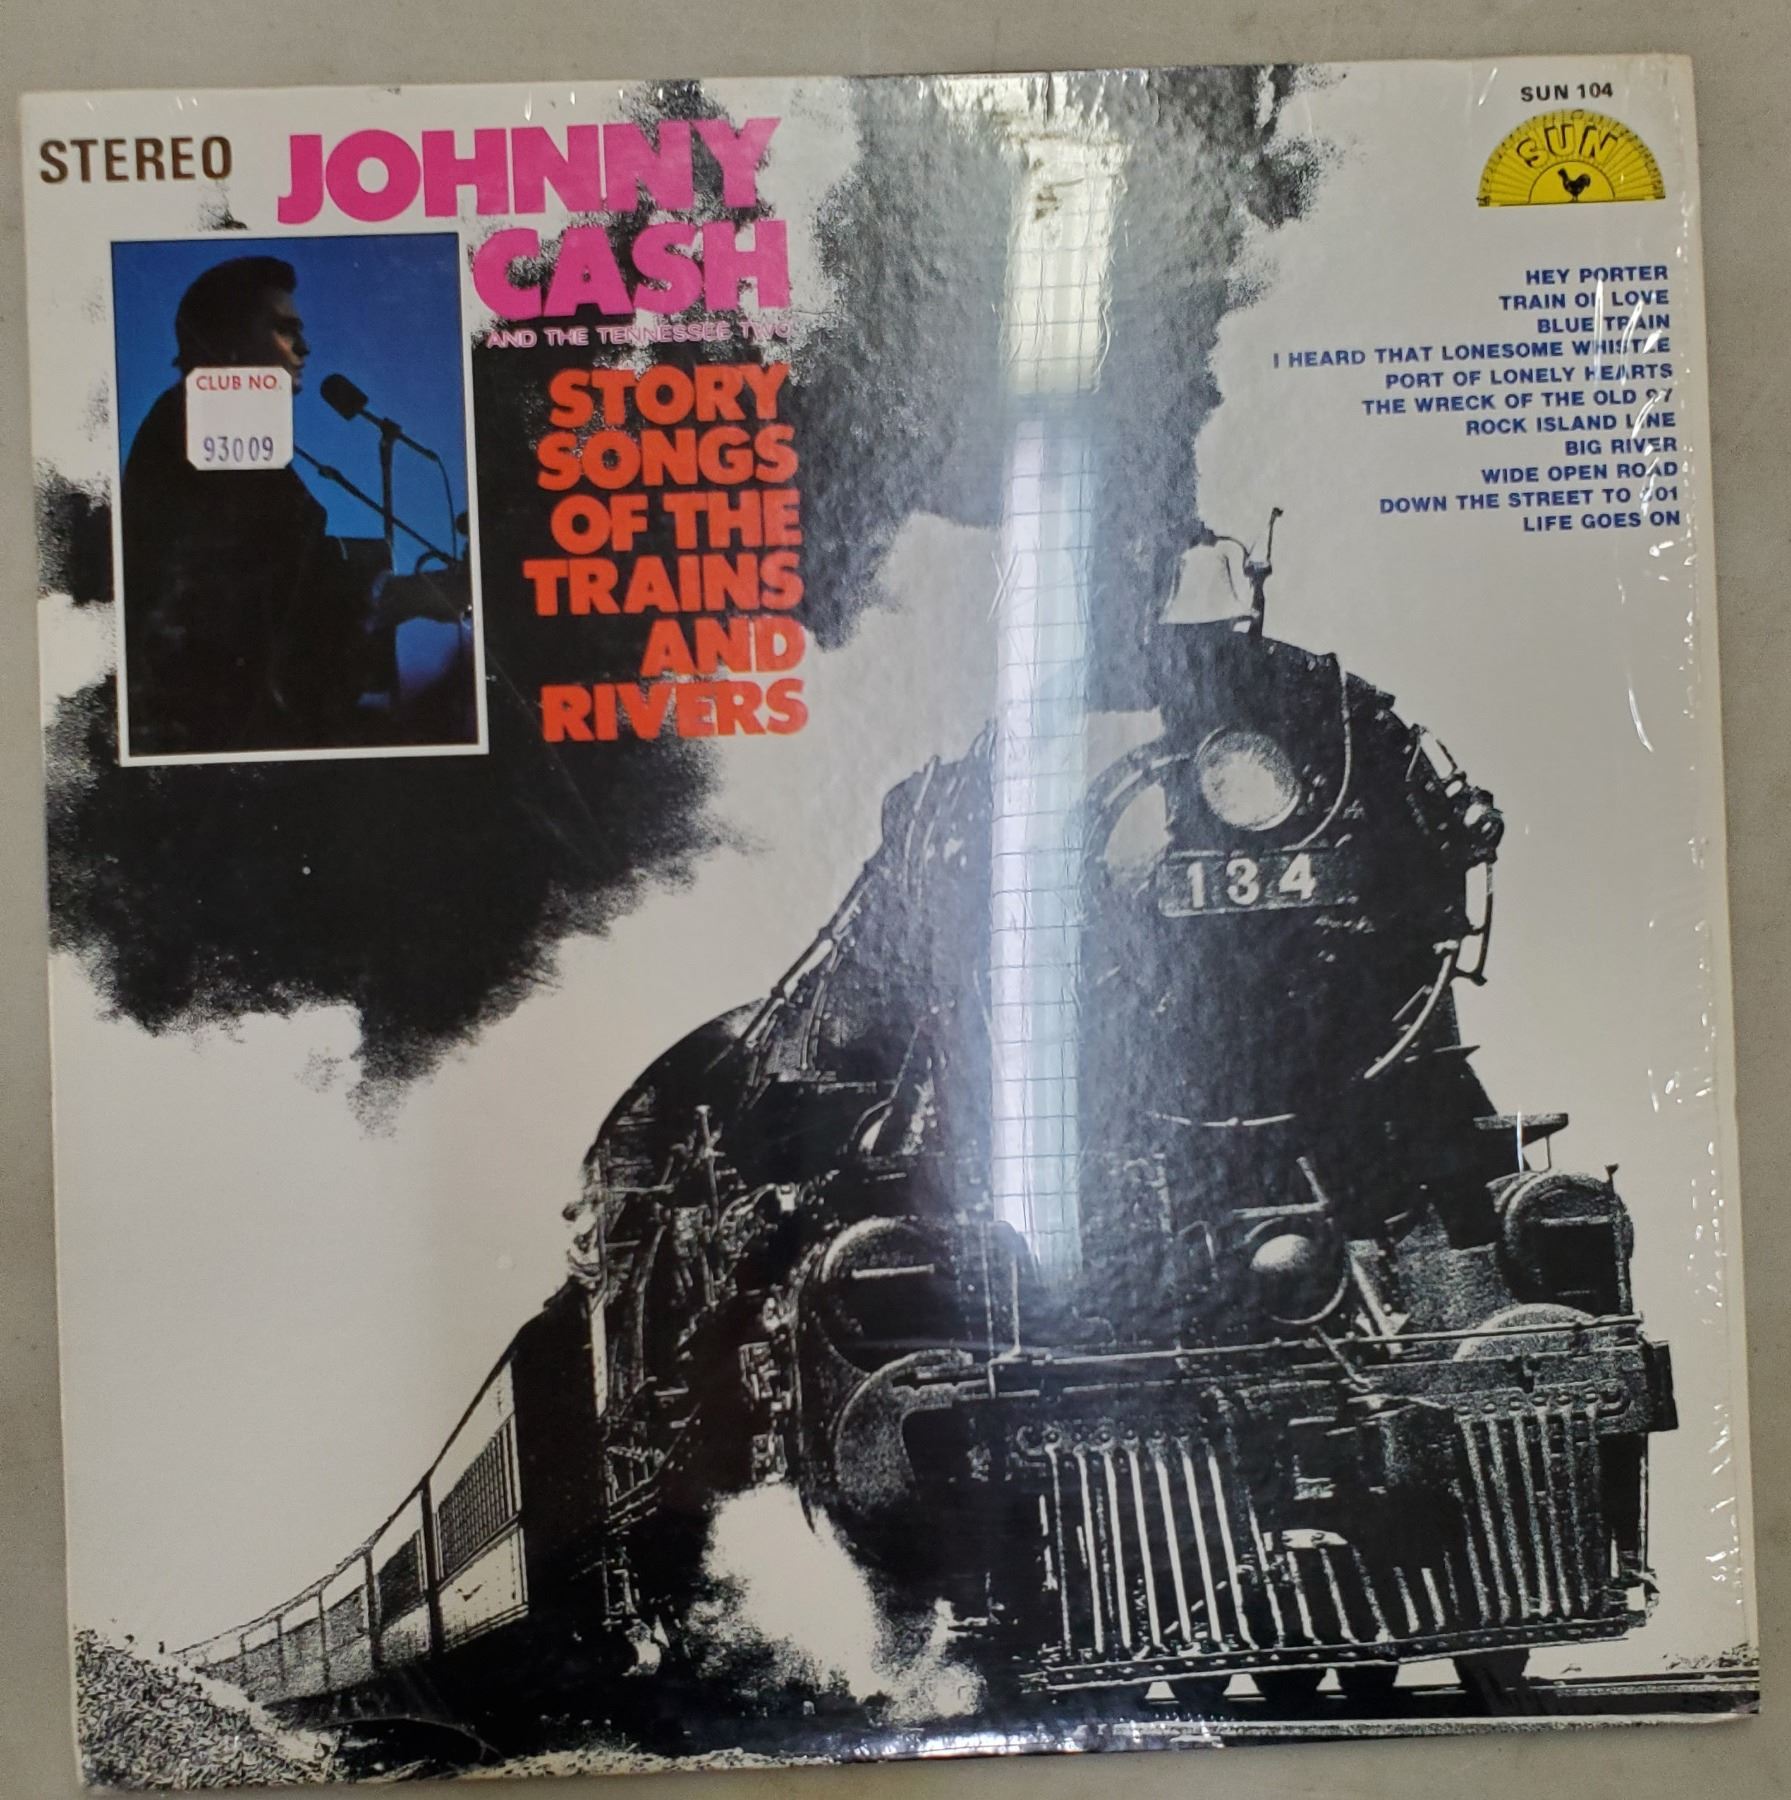 STEREO
JOHNNY
CASH
AND THE TENNESSEE TWO
STORY
SONGS
OF THE
TRAINS
AND
RIVERS
CLUB NO.
93009
SUN 104
SUN
HEY PORTER
TRAIN OF LOVE
BLUE TRAIN
I HEARD THAT LONESOME WHISTLE
PORT OF LONELY HEARTS
THE WRECK OF THE OLD 97
ROCK ISLAND LINE
BIG RIVER
WIDE OPEN ROAD
DOWN THE STREET TO
LIFE GOES ON
134